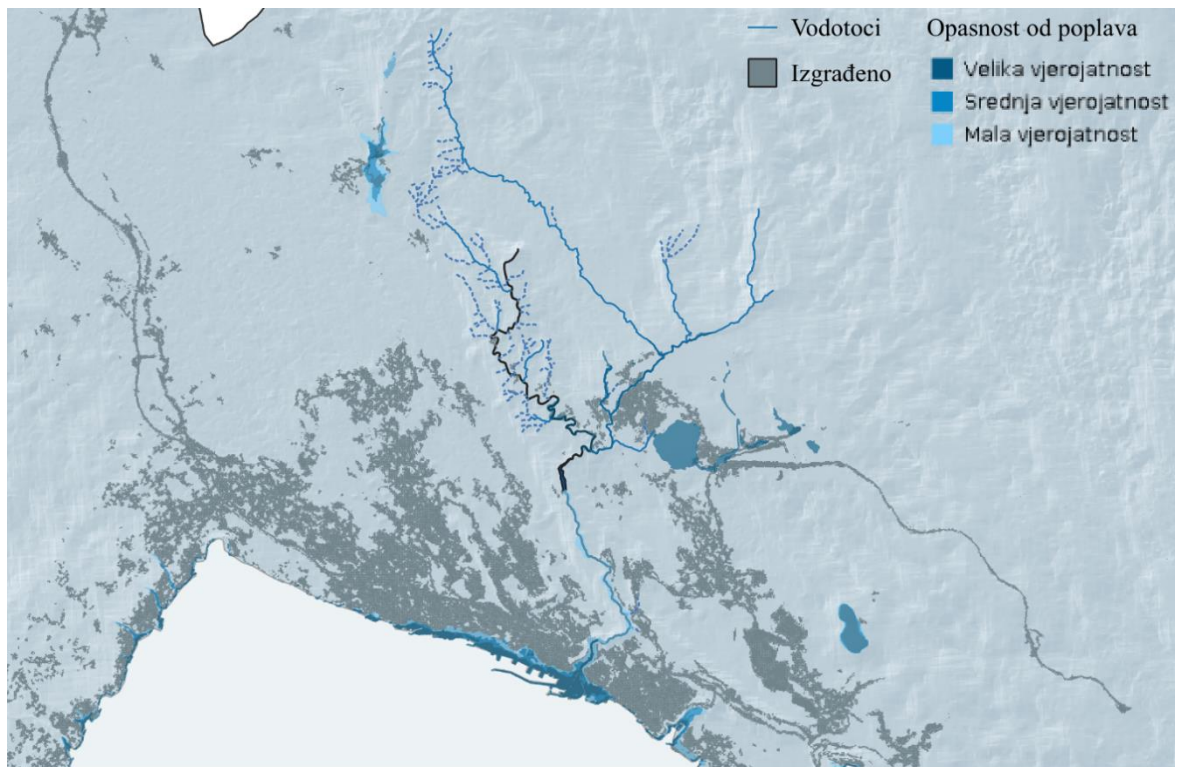 Vodotoci
Izgrađeno
Opasnost od poplava
Velika vjerojatnost
Srednja vjerojatnost
Mala vjerojatnost